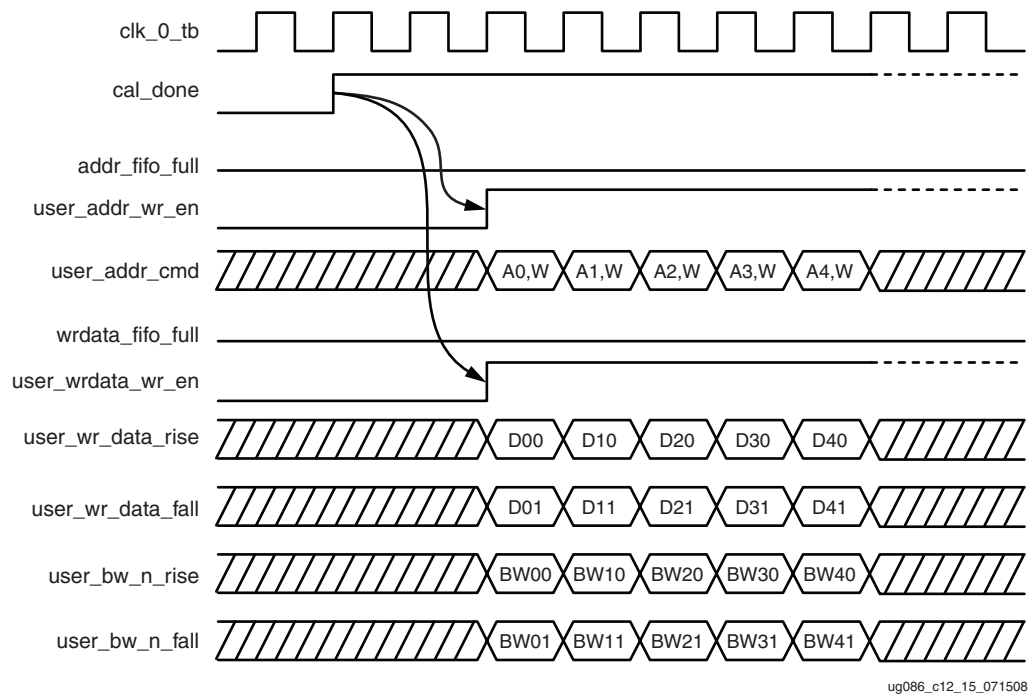 clk_0_tb
cal_done
addr_fifo_full
user_addr_wr_en
user_addr_cmd A0,W A1,W A2,W A3,W A4,W
wrdata_fifo_full
user_wrdata_wr_en
user_wr_data_rise D00 D10 D20 D30 D40
user_wr_data_fall D01 D11 D21 D31 D41
user_bw_n_rise BW00 BW10 BW20 BW30 BW40
user_bw_n_fall BW01 BW11 BW21 BW31 BW41
ug086_c12_15_071508